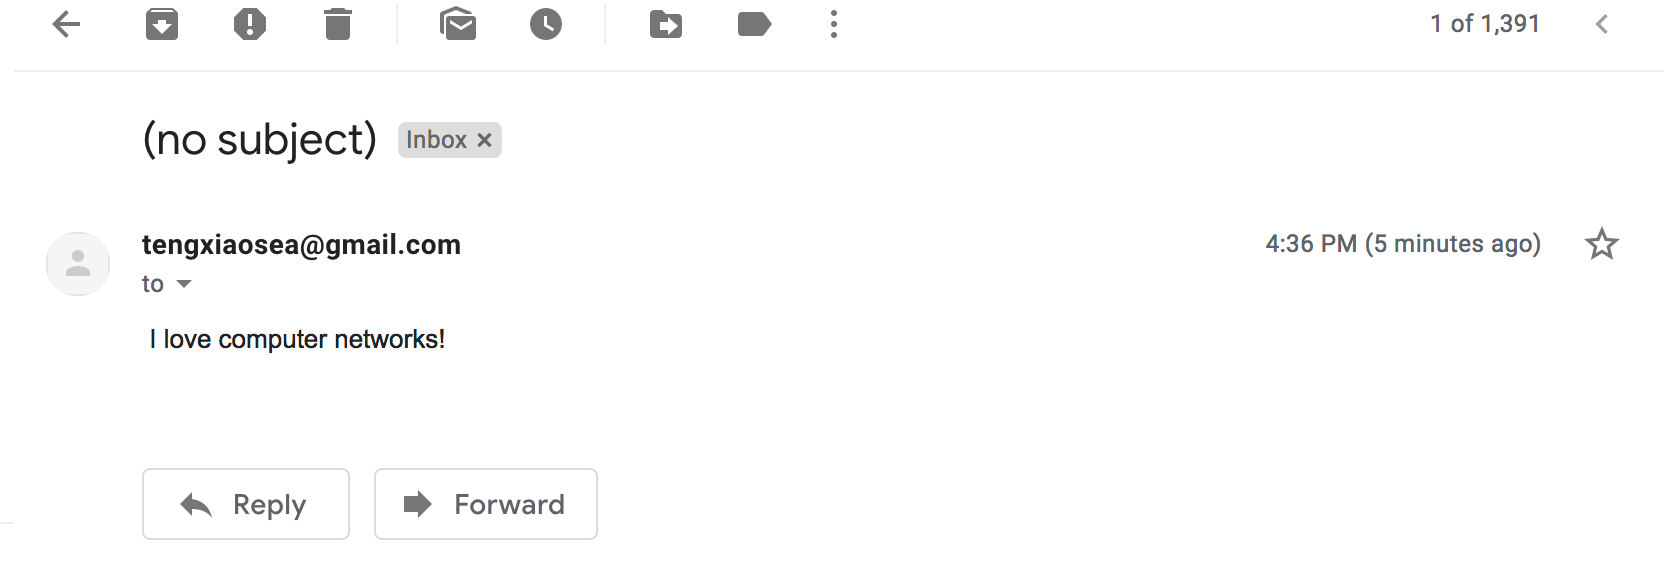 1 of 1,391
(no subject) Inbox ×
tengxiaosea@gmail.com 4:36 PM (5 minutes ago)
to
I love computer networks!
Reply Forward